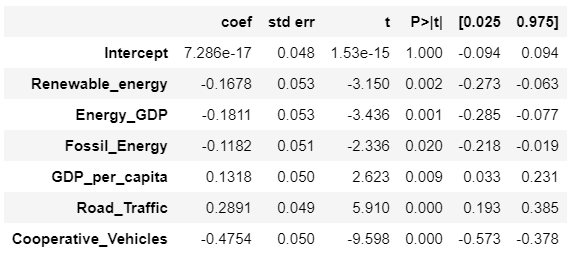 coef std err t P>|t| [0.025 0.975]
Intercept 7.286e-17 0.048 1.53e-15 1.000 -0.094 0.094
Renewable_energy -0.1678 0.053 -3.150 0.002 -0.273 -0.063
Energy_GDP -0.1811 0.053 -3.436 0.001 -0.285 -0.077
Fossil_Energy -0.1182 0.051 -2.336 0.020 -0.218 -0.019
GDP_per_capita 0.1318 0.050 2.623 0.009 0.033 0.231
Road_Traffic 0.2891 0.049 5.910 0.000 0.193 0.385
Cooperative_Vehicles -0.4754 0.050 -9.598 0.000 -0.573 -0.378